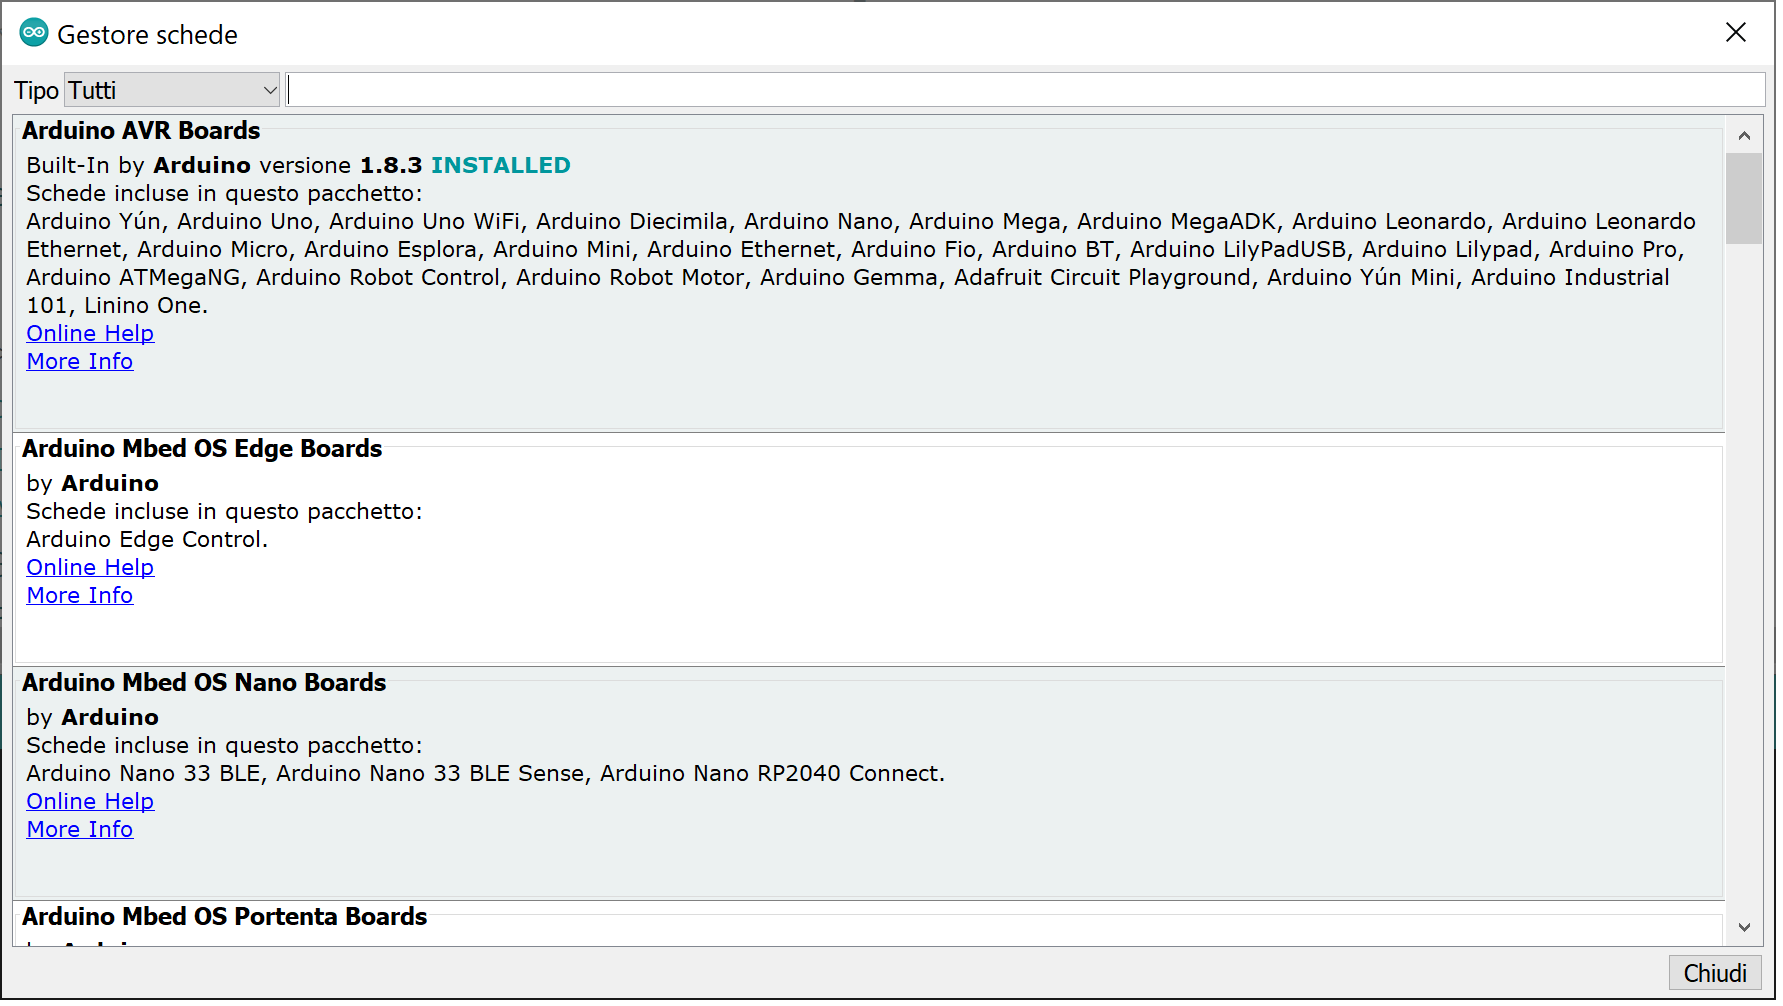 Gestore schede
Tipo Tutti
Arduino AVR Boards
Built-In by Arduino versione 1.8.3 INSTALLED
Schede incluse in questo pacchetto:
Arduino Yún, Arduino Uno, Arduino Uno WiFi, Arduino Diecimila, Arduino Nano, Arduino Mega, Arduino MegaADK, Arduino Leonardo, Arduino Leonardo
Ethernet, Arduino Micro, Arduino Esplora, Arduino Mini, Arduino Ethernet, Arduino Fio, Arduino BT, Arduino LilyPadUSB, Arduino Lilypad, Arduino Pro,
Arduino ATMegaNG, Arduino Robot Control, Arduino Robot Motor, Arduino Gemma, Adafruit Circuit Playground, Arduino Yún Mini, Arduino Industrial
101, Linino One.
Online Help
More Info
Arduino Mbed OS Edge Boards
by Arduino
Schede incluse in questo pacchetto:
Arduino Edge Control.
Online Help
More Info
Arduino Mbed OS Nano Boards
by Arduino
Schede incluse in questo pacchetto:
Arduino Nano 33 BLE, Arduino Nano 33 BLE Sense, Arduino Nano RP2040 Connect.
Online Help
More Info
Arduino Mbed OS Portenta Boards
Chiudi